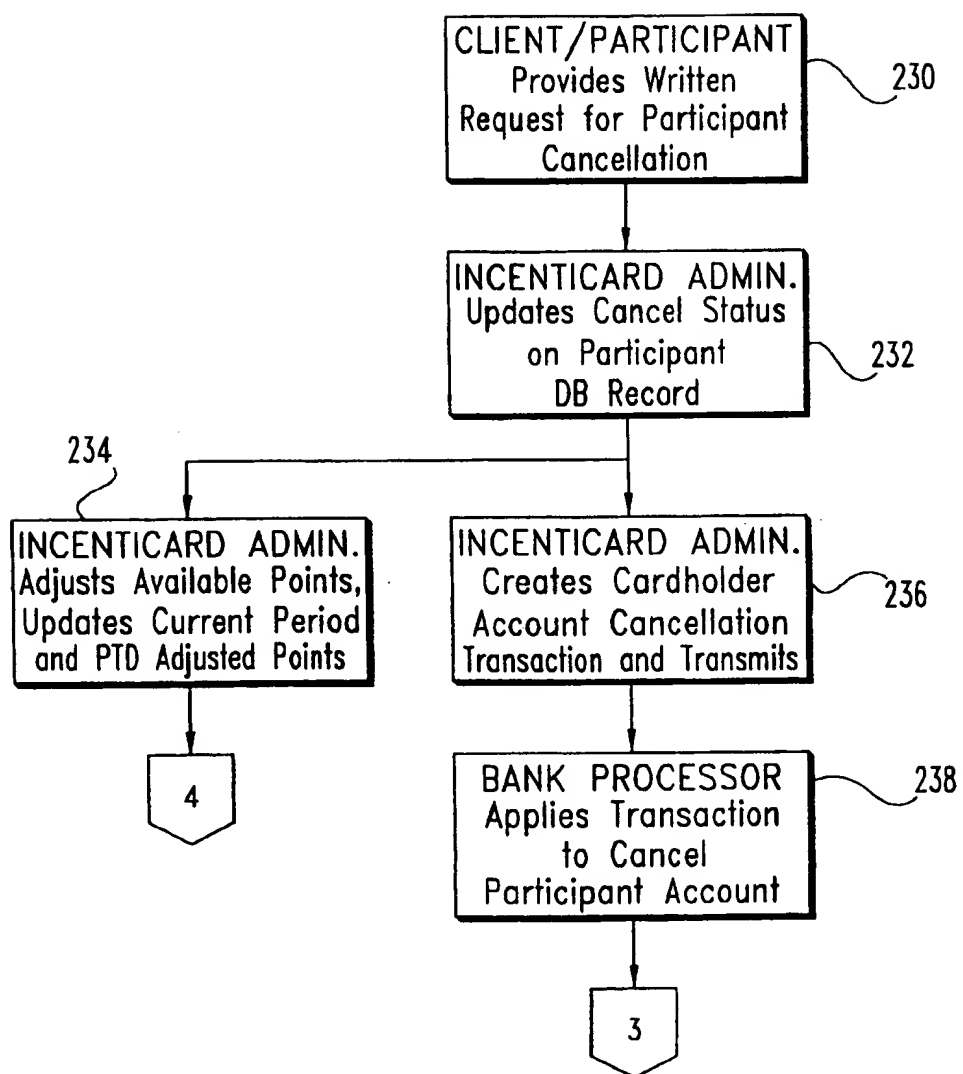 CLIENT/PARTICIPANT
Provides Written
Request for Participant
Cancellation
230
INCENTICARD ADMIN.
Updates Cancel Status
on Participant
DB Record
232
234
INCENTICARD ADMIN.
Adjusts Available Points,
Updates Current Period
and PTD Adjusted Points
INCENTICARD ADMIN.
Creates Cardholder
Account Cancellation
Transaction and Transmits
236
4
BANK PROCESSOR
Applies Transaction
to Cancel
Participant Account
238
3